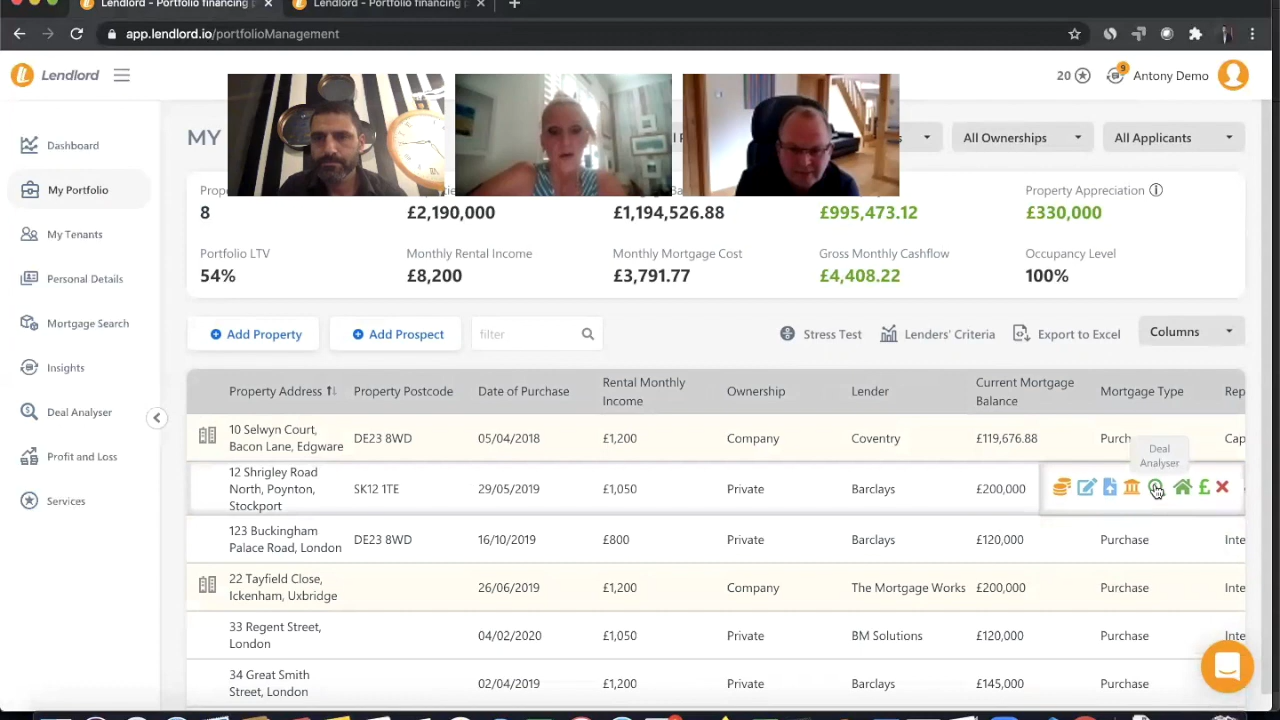 Lendlord - Portfolio financing
Lendlord - Portfolio financing
app.lendlord.io/portfolioManagement
Lendlord
20
9
Antony Demo
MY
All Ownerships
All Applicants
Dashboard
My Portfolio
My Tenants
Personal Details
Mortgage Search
Insights
Deal Analyser
Profit and Loss
Services
Property Appreciation
8
£2,190,000
£1,194,526.88
£995,473.12
£330,000
Portfolio LTV
Monthly Rental Income
Monthly Mortgage Cost
Gross Monthly Cashflow
Occupancy Level
54%
£8,200
£3,791.77
£4,408.22
100%
Add Property
Add Prospect
filter
Stress Test
Lenders' Criteria
Export to Excel
Columns
Property Address
Property Postcode
Date of Purchase
Rental Monthly
Income
Ownership
Lender
Current Mortgage
Balance
Mortgage Type
Rep
10 Selwyn Court,
Bacon Lane, Edgware
DE23 8WD
05/04/2018
£1,200
Company
Coventry
£119,676.88
Purch
Cap
Deal
Analyser
12 Shrigley Road
North, Poynton,
Stockport
SK12 1TE
29/05/2019
£1,050
Private
Barclays
£200,000
123 Buckingham
Palace Road, London
DE23 8WD
16/10/2019
£800
Private
Barclays
£120,000
Purchase
Inte
22 Tayfield Close,
Ickenham, Uxbridge
26/06/2019
£1,200
Company
The Mortgage Works
£200,000
Purchase
Inte
33 Regent Street,
London
04/02/2020
£1,050
Private
BM Solutions
£120,000
Purchase
Inte
34 Great Smith
Street, London
02/04/2019
£1,200
Private
Barclays
£145,000
Purchase
Inte